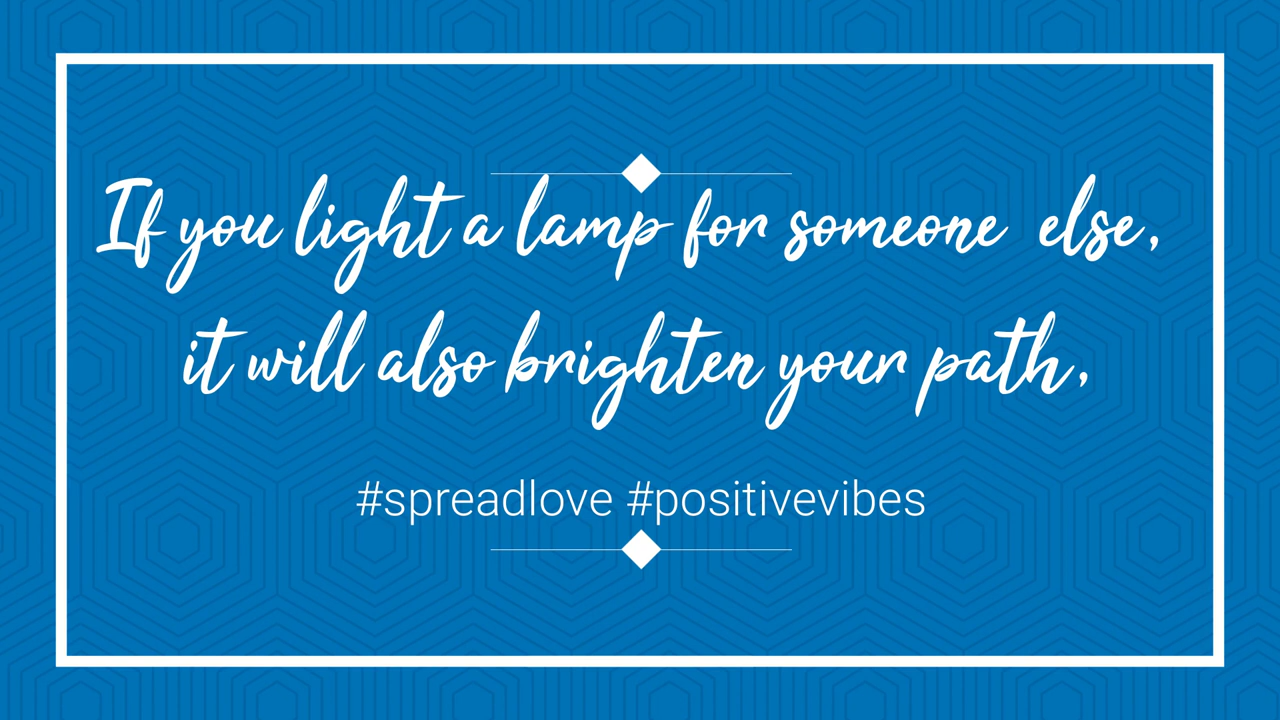 If you light a lamp for someone else,
it will also brighten your path,
#spreadlove #positivevibes